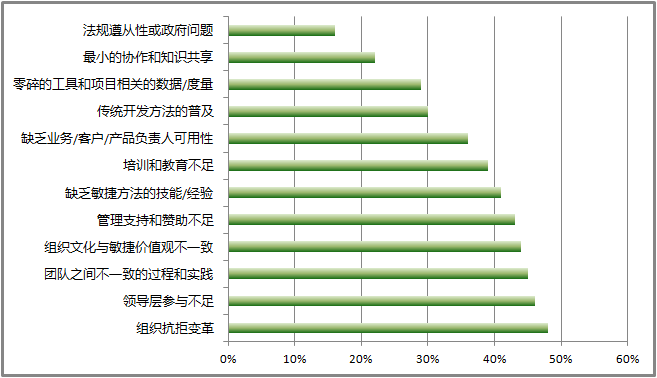 法规遵从性或政府问题
最小的协作和知识共享
零碎的工具和项目相关的数据/度量
传统开发方法的普及
缺乏业务/客户/产品负责人可用性
培训和教育不足
缺乏敏捷方法的技能/经验
管理支持和赞助不足
组织文化与敏捷价值观不一致
团队之间不一致的过程和实践
领导层参与不足
组织抗拒变革
0% 10% 20% 30% 40% 50% 60%